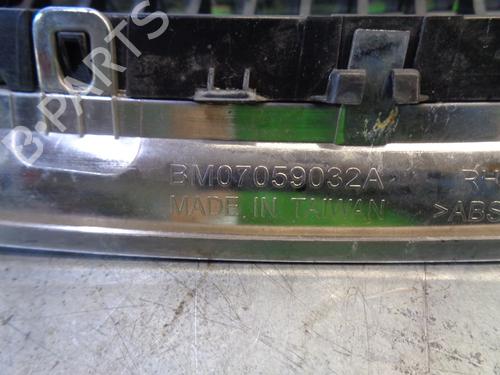 B-PARTS
BM07059032A RH
MADE IN TAIWAN >ABS